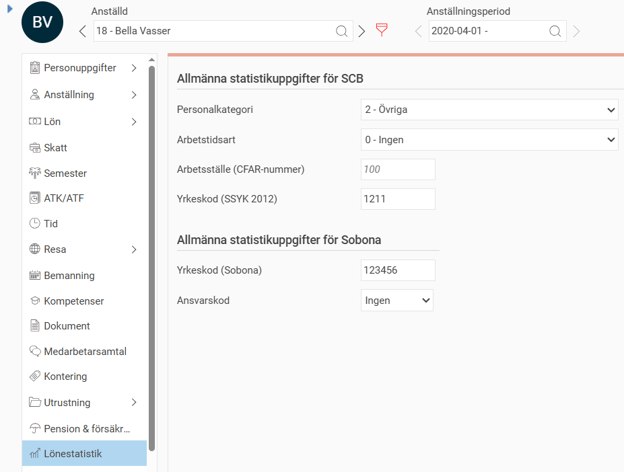 BV
Anställd
18 - Bella Vasser
Anställningsperiod
2020-04-01 -
Personuppgifter
Anställning
Lön
Skatt
Semester
ATK/ATF
Tid
Resa
Bemanning
Kompetenser
Dokument
Medarbetarsamtal
Kontering
Utrustning
Pension & försäkr...
Lönestatistik
Allmänna statistikuppgifter för SCB
Personalkategori
2 - Övriga
Arbetstidsart
0 - Ingen
Arbetsställe (CFAR-nummer)
100
Yrkeskod (SSYK 2012)
1211
Allmänna statistikuppgifter för Sobona
Yrkeskod (Sobona)
123456
Ansvarskod
Ingen